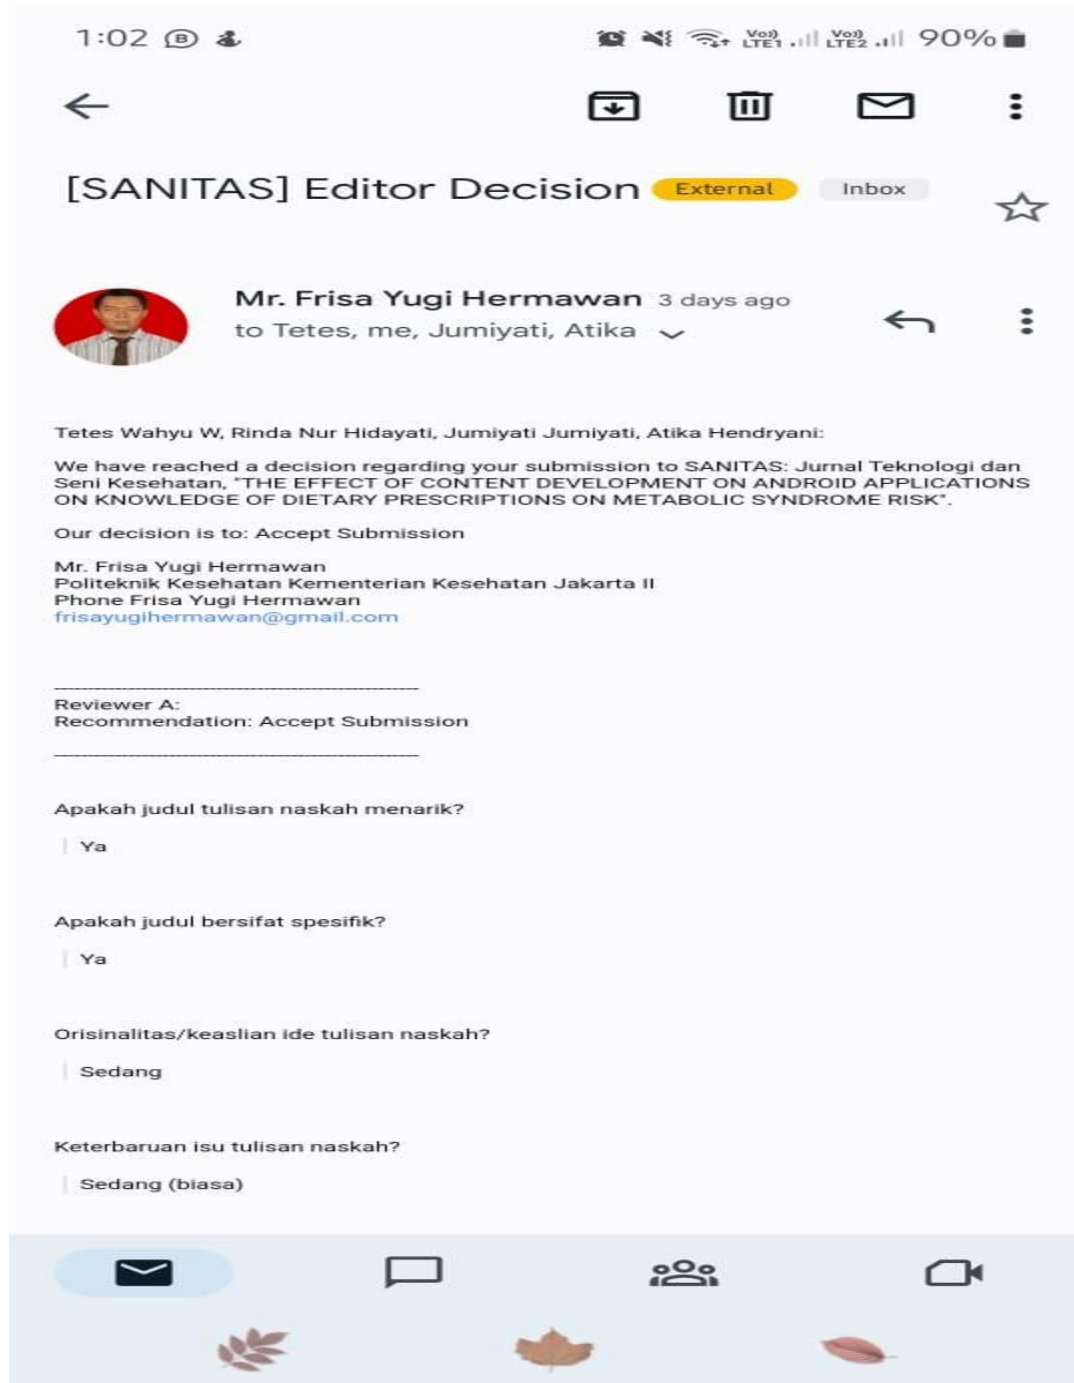 1:02
Vo)) LTE1 Vo)) LTE2 90%
[SANITAS] Editor Decision External Inbox
Mr. Frisa Yugi Hermawan 3 days ago
to Tetes, me, Jumiyati, Atika
Tetes Wahyu W, Rinda Nur Hidayati, Jumiyati Jumiyati, Atika Hendryani:
We have reached a decision regarding your submission to SANITAS: Jurnal Teknologi dan
Seni Kesehatan, "THE EFFECT OF CONTENT DEVELOPMENT ON ANDROID APPLICATIONS
ON KNOWLEDGE OF DIETARY PRESCRIPTIONS ON METABOLIC SYNDROME RISK".
Our decision is to: Accept Submission
Mr. Frisa Yugi Hermawan
Politeknik Kesehatan Kementerian Kesehatan Jakarta II
Phone Frisa Yugi Hermawan
frisayugihermawan@gmail.com
Reviewer A:
Recommendation: Accept Submission
Apakah judul tulisan naskah menarik?
Ya
Apakah judul bersifat spesifik?
Ya
Orisinalitas/keaslian ide tulisan naskah?
Sedang
Keterbaruan isu tulisan naskah?
Sedang (biasa)